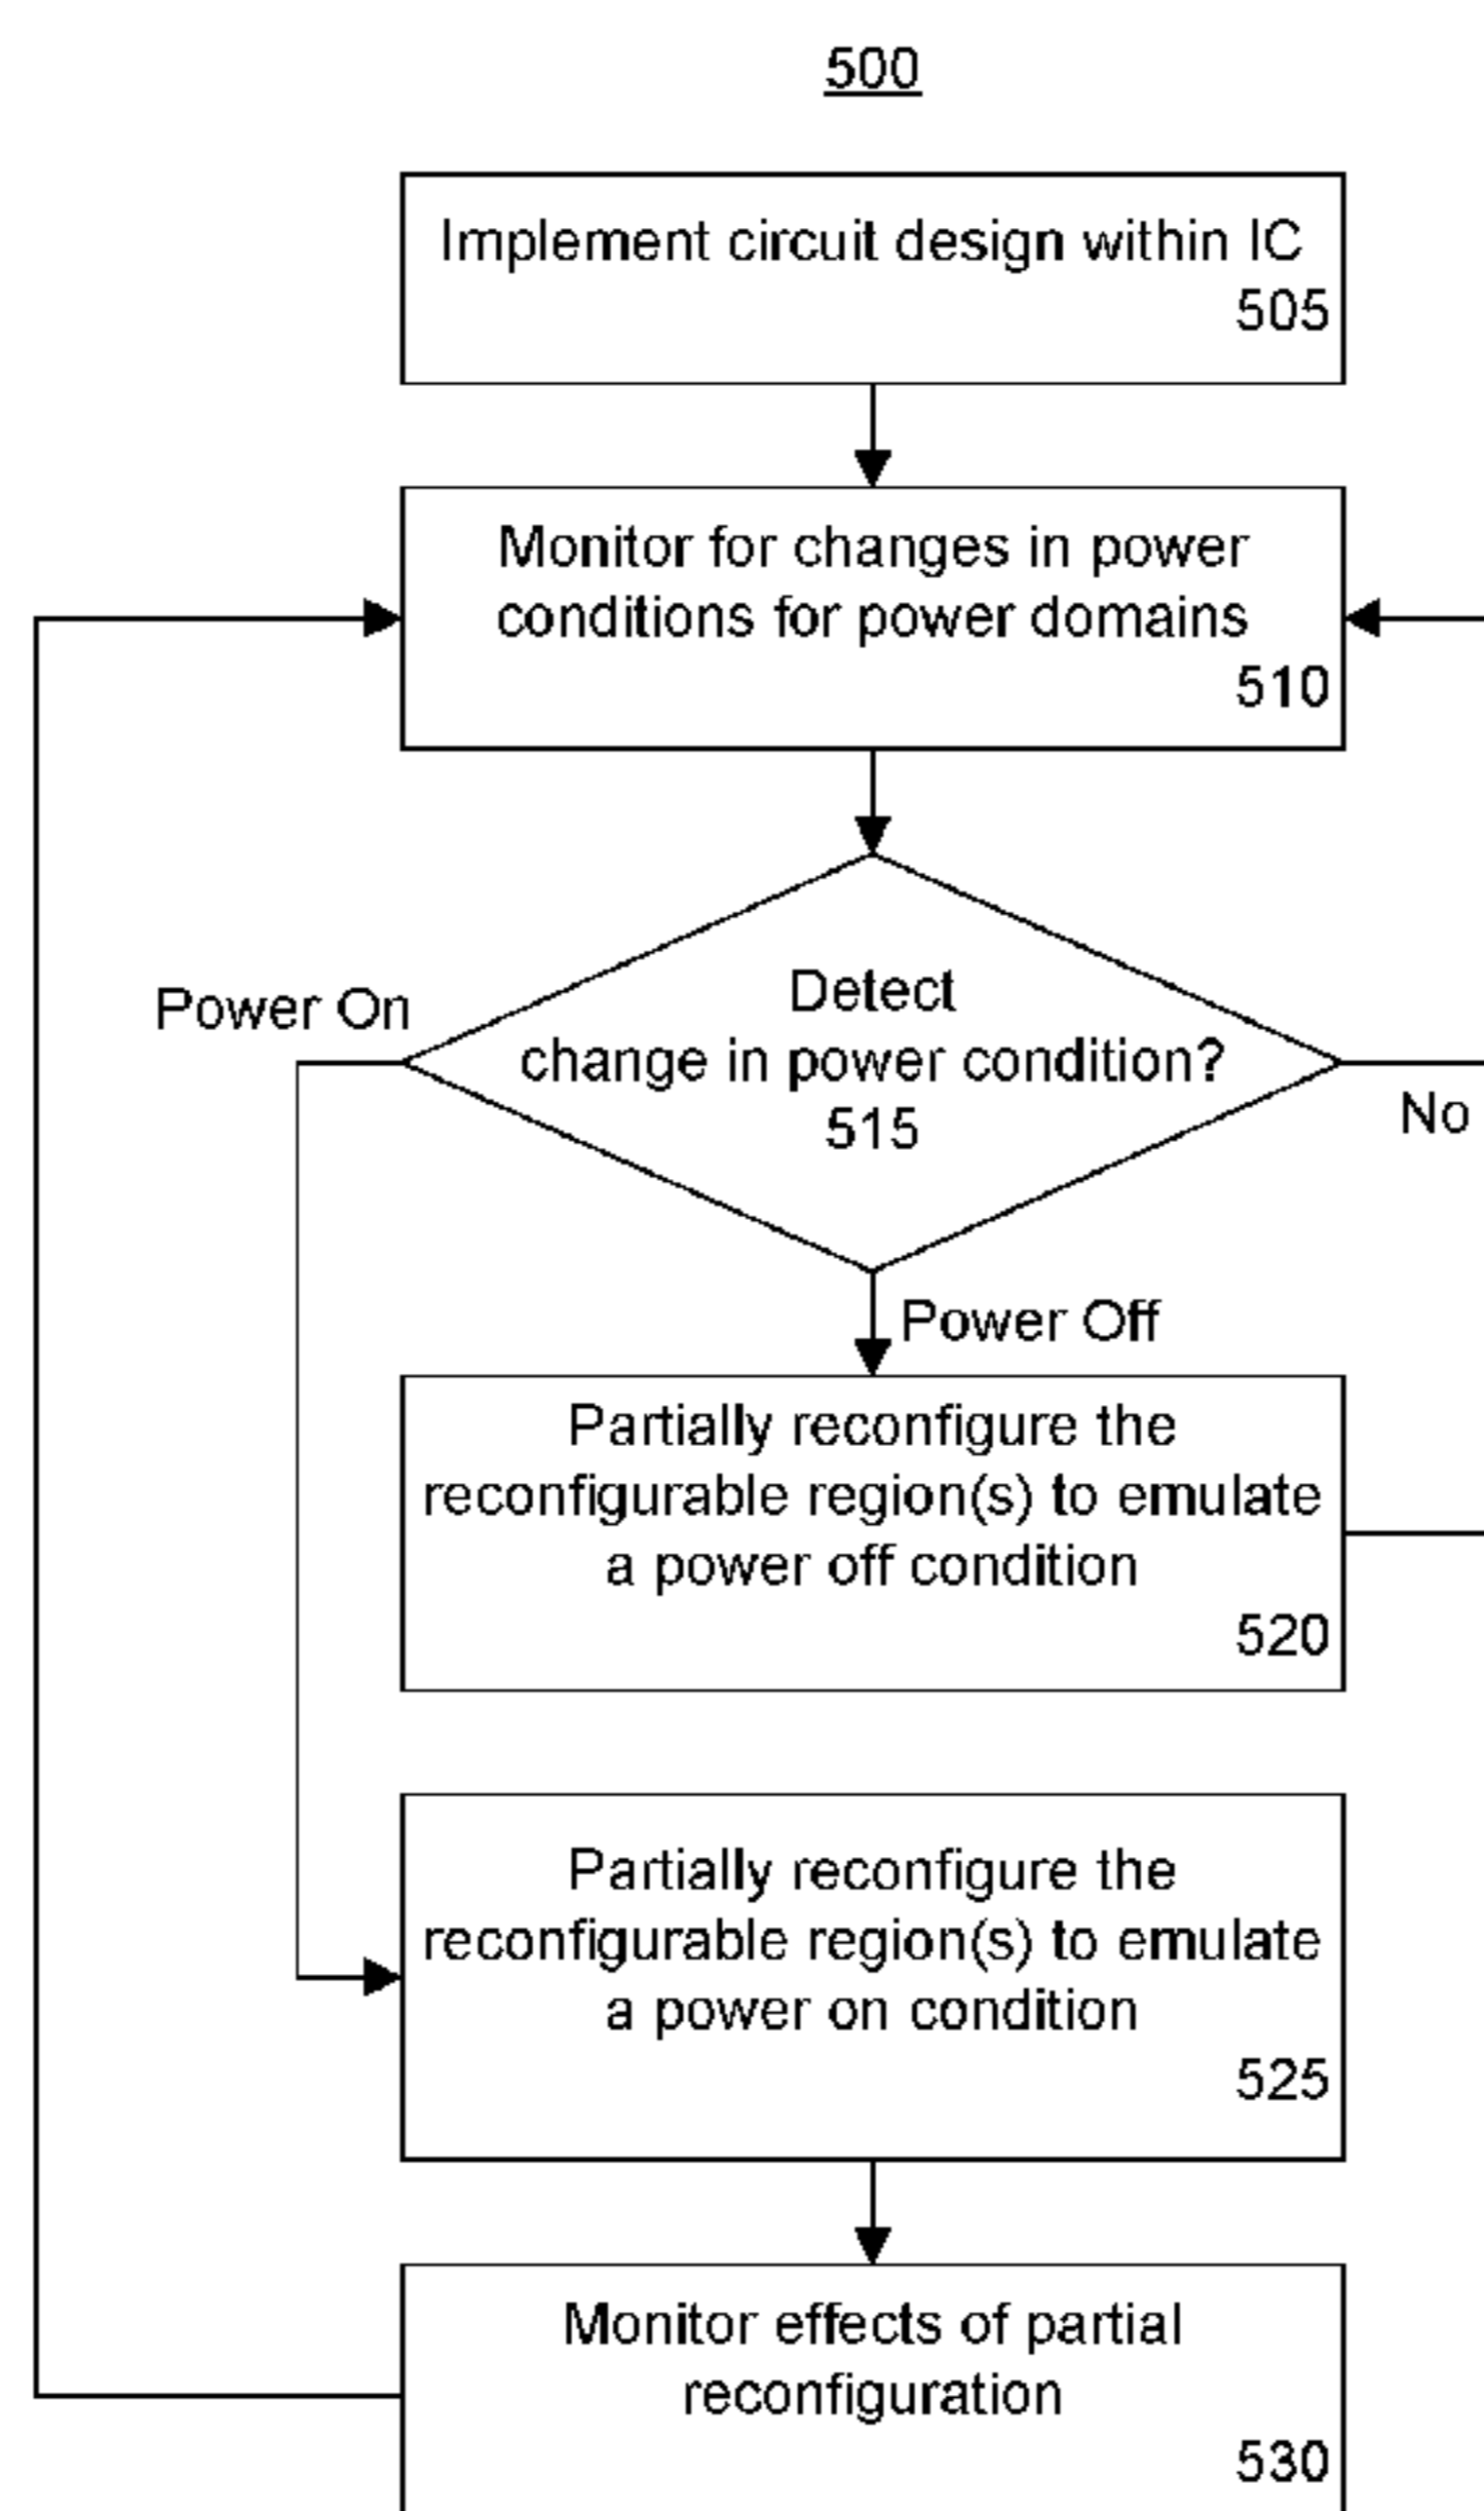 500
Implement circuit design within IC
505
Monitor for changes in power
conditions for power domains
510
Power On
Detect
change in power condition?
515
No
Power Off
Partially reconfigure the
reconfigurable region(s) to emulate
a power off condition
520
Partially reconfigure the
reconfigurable region(s) to emulate
a power on condition
525
Monitor effects of partial
reconfiguration
530